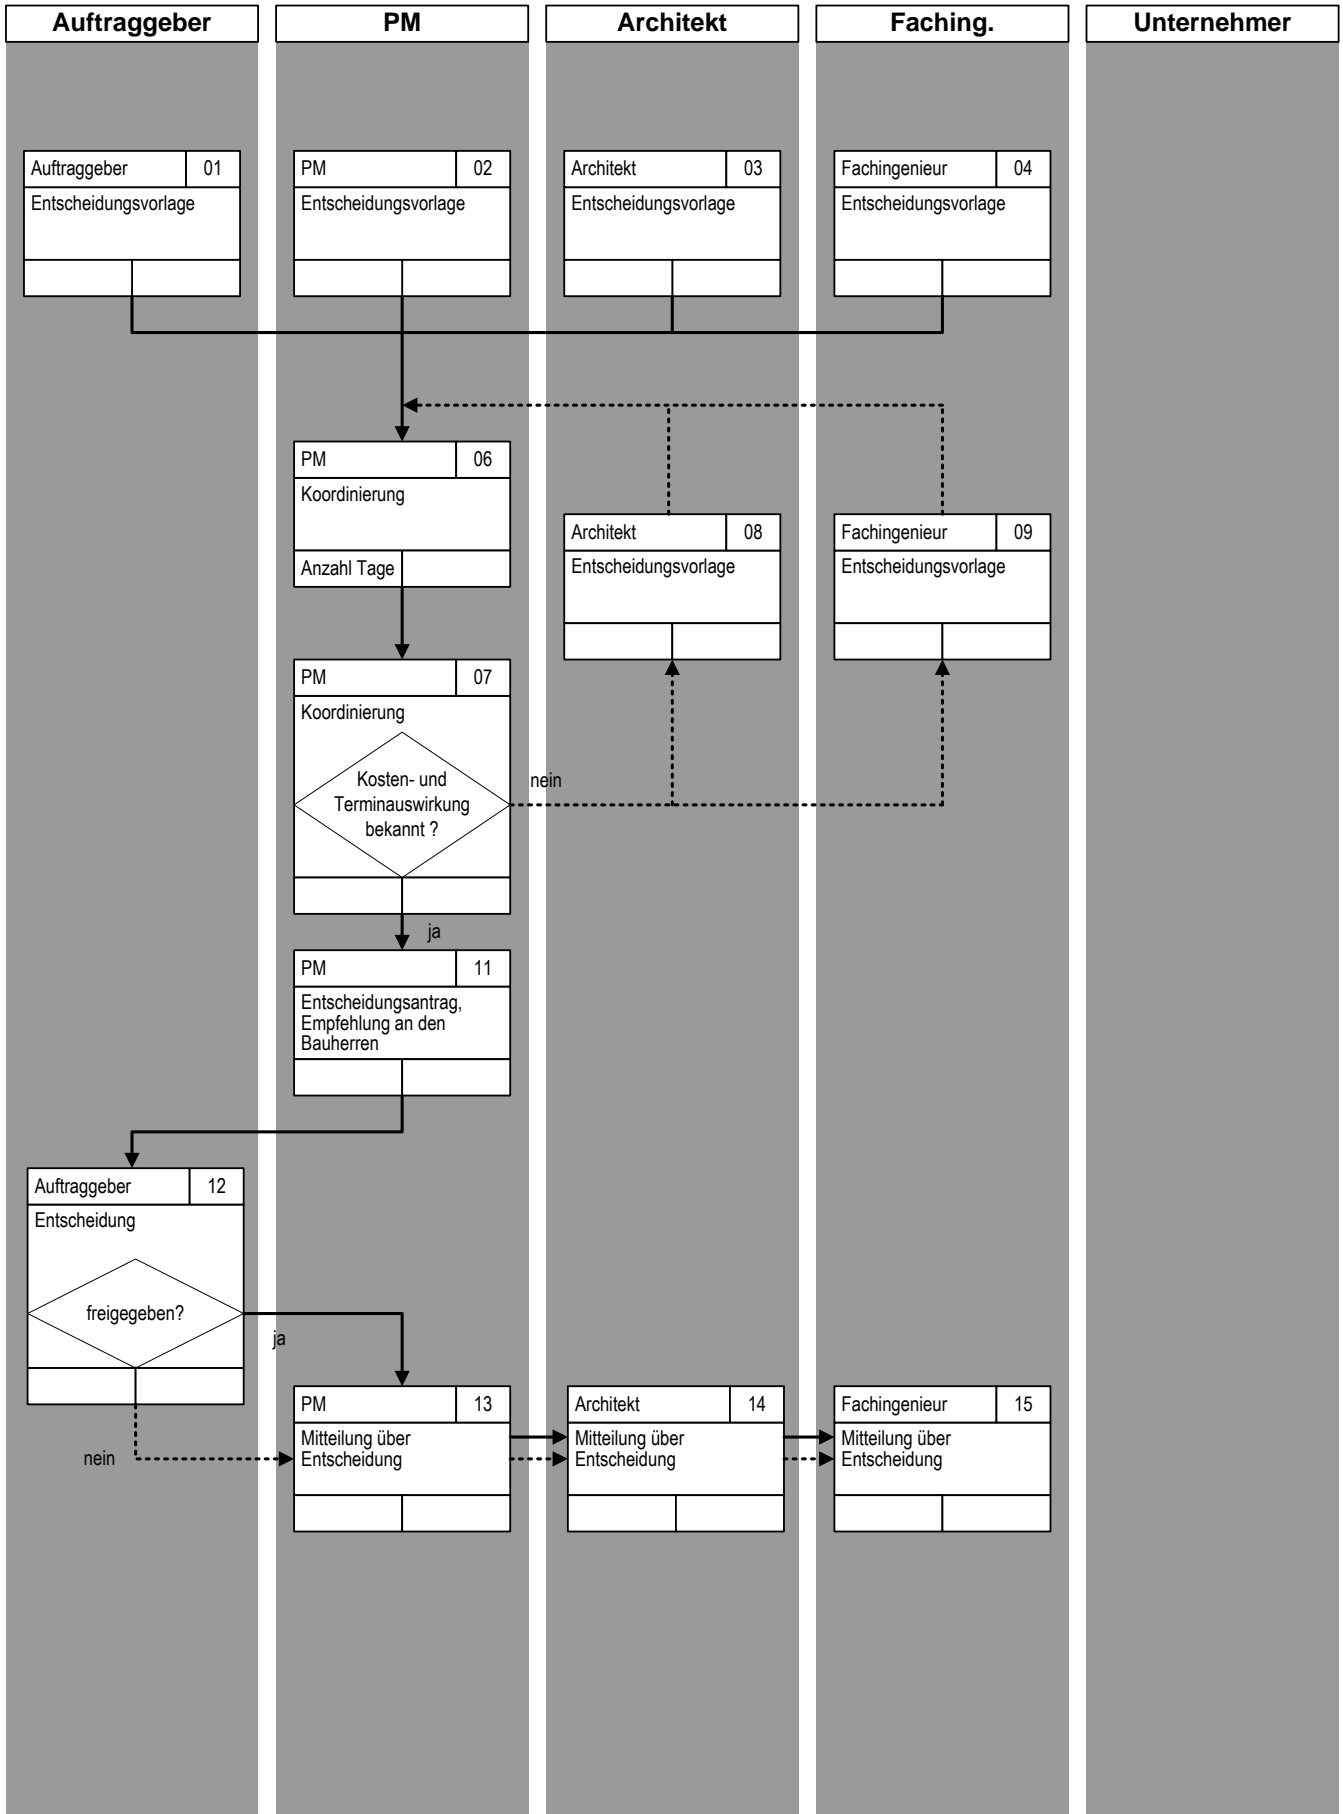 Auftraggeber PM Architekt Faching. Unternehmer
Auftraggeber 01
Entscheidungsvorlage
PM 02
Entscheidungsvorlage
Architekt 03
Entscheidungsvorlage
Fachingenieur 04
Entscheidungsvorlage
PM 06
Koordinierung
Anzahl Tage
Architekt 08
Entscheidungsvorlage
Fachingenieur 09
Entscheidungsvorlage
PM 07
Koordinierung
Kosten- und
Terminauswirkung
bekannt ?
nein
ja
PM 11
Entscheidungsantrag,
Empfehlung an den
Bauherren
Auftraggeber 12
Entscheidung
freigegeben?
ja
nein
PM 13
Mitteilung über
Entscheidung
Architekt 14
Mitteilung über
Entscheidung
Fachingenieur 15
Mitteilung über
Entscheidung